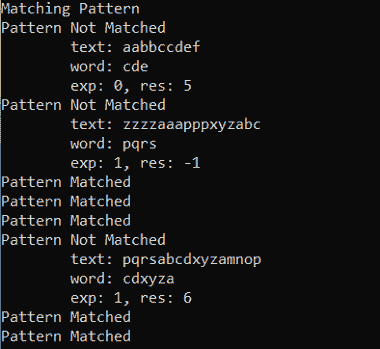 Matching Pattern
Pattern Not Matched
text: aabbccdef
word: cde
exp: 0, res: 5
Pattern Not Matched
text: zzzzaaapppxyzabc
word: pqrs
exp: 1, res: -1
Pattern Matched
Pattern Matched
Pattern Matched
Pattern Not Matched
text: pqrsabcdxyzamnop
word: cdxyza
exp: 1, res: 6
Pattern Matched
Pattern Matched